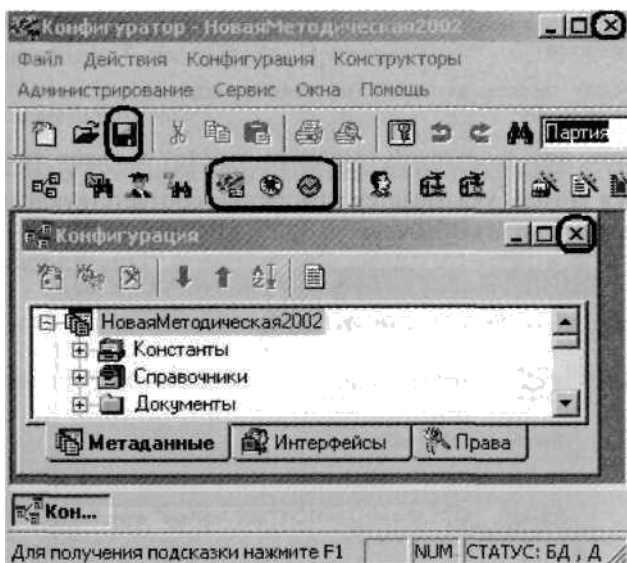 Конфигуратор - НоваяМетодическая2002
Файл Действия Конфигурация Конструкторы
Администрирование Сервис Окна Помощь
Партия
Конфигурация
НоваяМетодическая2002
Константы
Справочники
Документы
Метаданные Интерфейсы Права
Кон...
Для получения подсказки нажмите F1 NUM СТАТУС: БД , Д